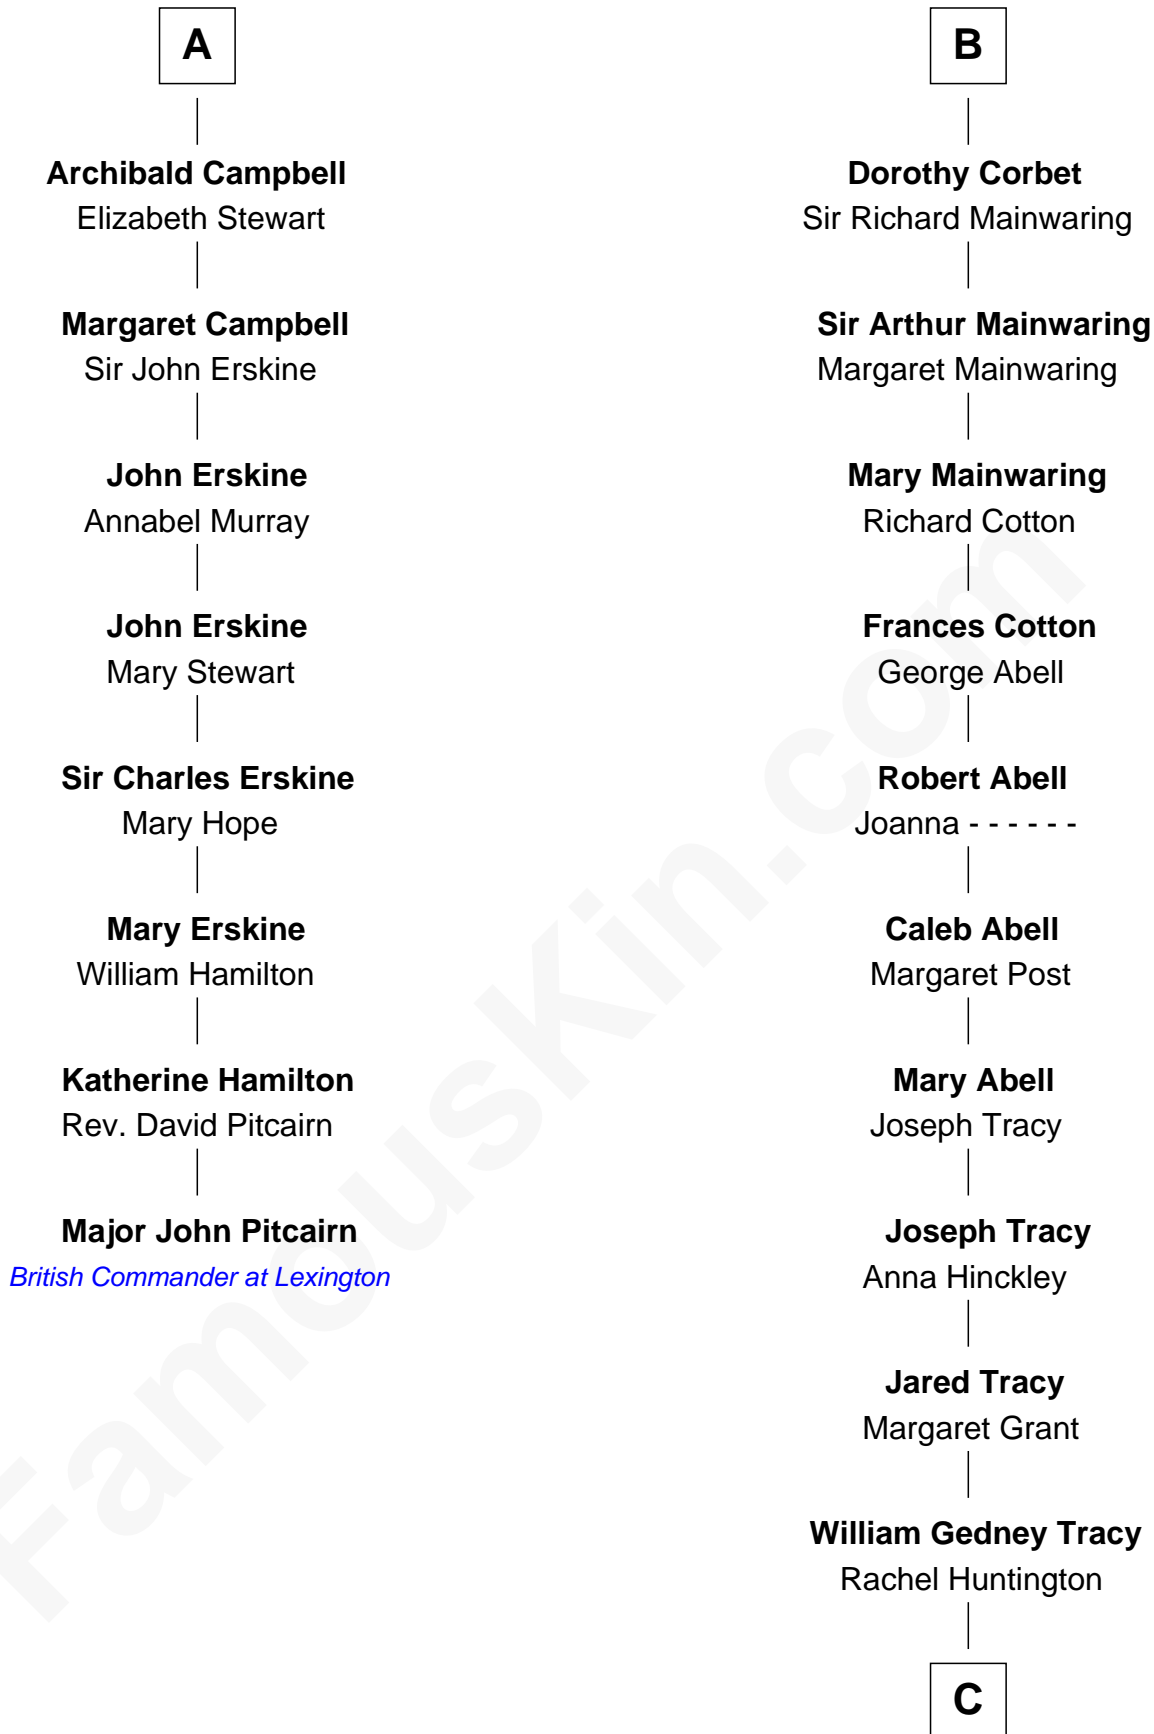 A
Archibald Campbell
Elizabeth Stewart
Margaret Campbell
Sir John Erskine
John Erskine
Annabel Murray
John Erskine
Mary Stewart
Sir Charles Erskine
Mary Hope
Mary Erskine
William Hamilton
Katherine Hamilton
Rev. David Pitcairn
Major John Pitcairn
British Commander at Lexington
B
Dorothy Corbet
Sir Richard Mainwaring
Sir Arthur Mainwaring
Margaret Mainwaring
Mary Mainwaring
Richard Cotton
Frances Cotton
George Abell
Robert Abell
Joanna - - - - - -
Caleb Abell
Margaret Post
Mary Abell
Joseph Tracy
Joseph Tracy
Anna Hinckley
Jared Tracy
Margaret Grant
William Gedney Tracy
Rachel Huntington
C
FamousKin.com